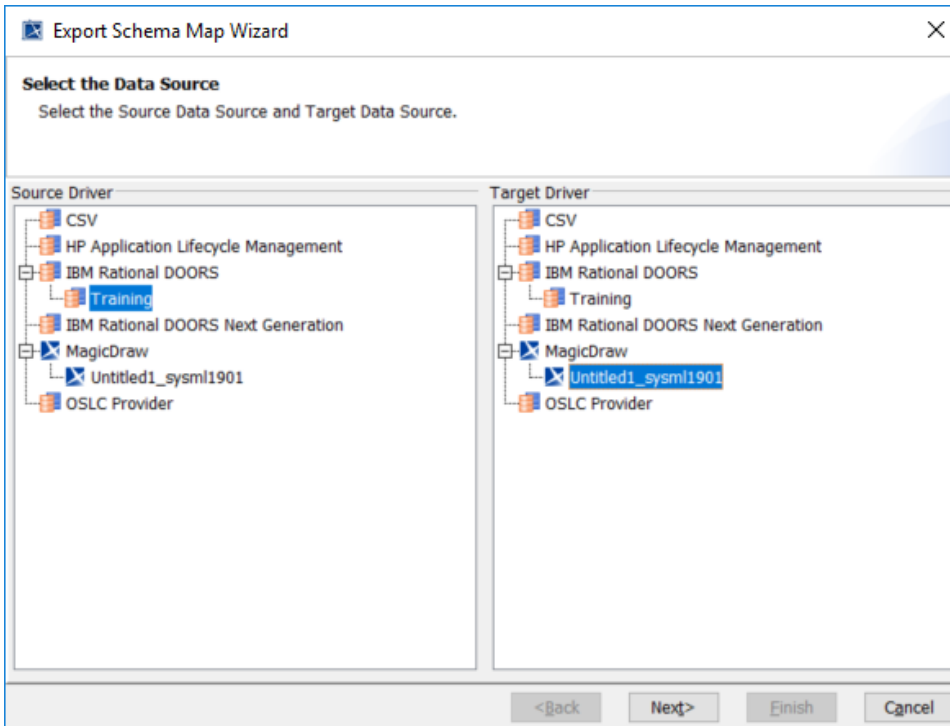 Export Schema Map Wizard
Select the Data Source
Select the Source Data Source and Target Data Source.
Source Driver
CSV
HP Application Lifecycle Management
IBM Rational DOORS
Training
IBM Rational DOORS Next Generation
MagicDraw
Untitled1_sysml1901
OSLC Provider
Target Driver
CSV
HP Application Lifecycle Management
IBM Rational DOORS
Training
IBM Rational DOORS Next Generation
MagicDraw
Untitled1_sysml1901
OSLC Provider
<Back Next> Finish Cancel